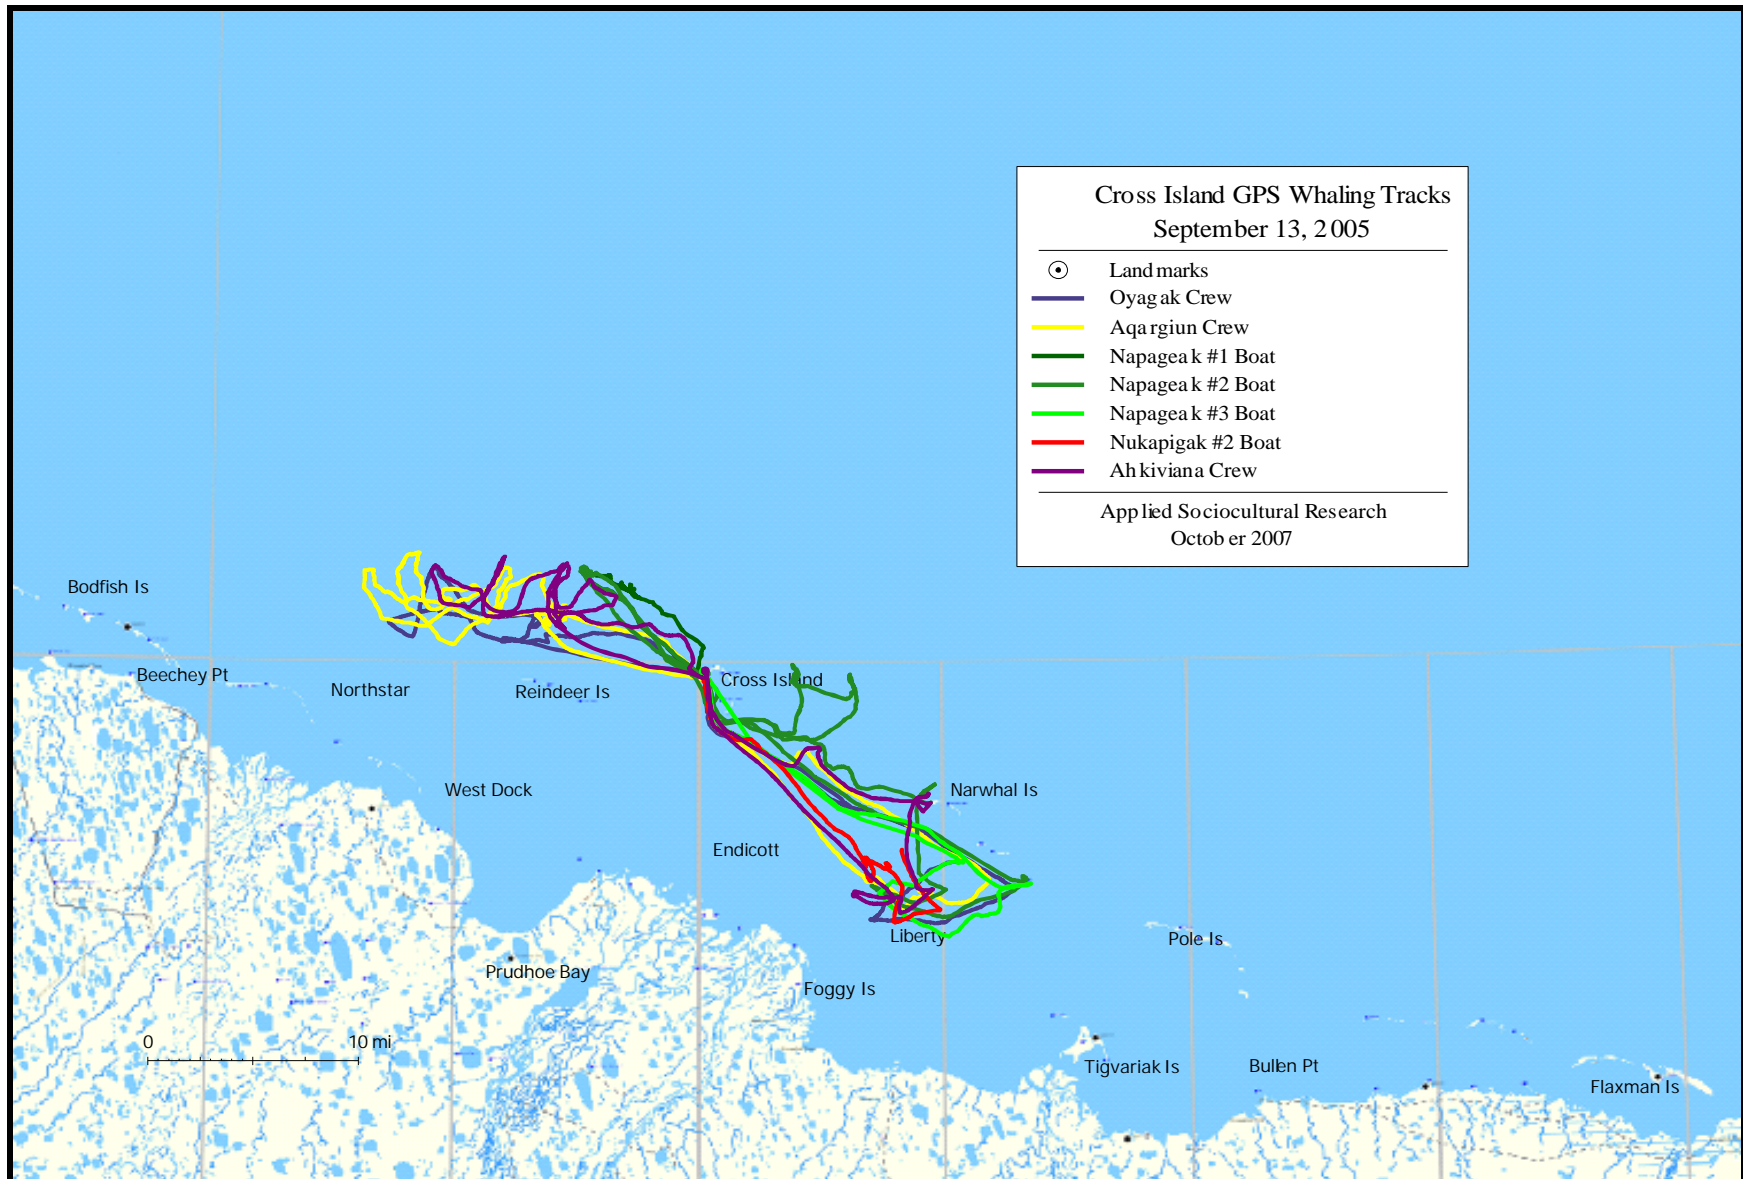 Cross Island GPS Whaling Tracks
September 13, 2005
Landmarks
Oyagak Crew
Aqargiun Crew
Napageak #1 Boat
Napageak #2 Boat
Napageak #3 Boat
Nukapigak #2 Boat
Ahkiviana Crew
Applied Sociocultural Research
October 2007
Bodfish Is
Beechey Pt
Northstar
Reindeer Is
Cross Island
West Dock
Narwhal Is
Endicott
Liberty
Pole Is
Prudhoe Bay
Foggy Is
0 10 mi
Tigvariak Is
Bullen Pt
Flaxman Is